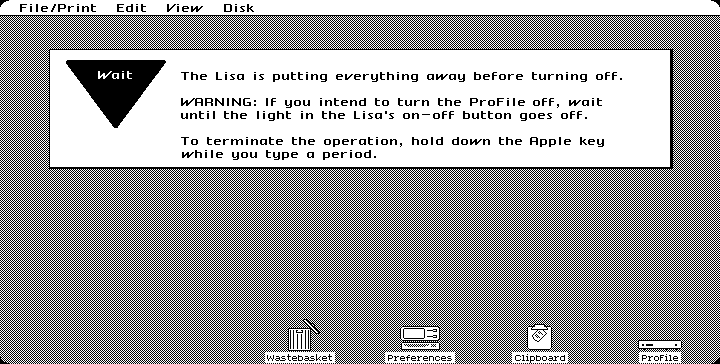 File/Print Edit View Disk
Wait
The Lisa is putting everything away before turning off.
WARNING: If you intend to turn the ProFile off, wait
until the light in the Lisa's on-off button goes off.
To terminate the operation, hold down the Apple key
while you type a period.
Wastebasket Preferences Clipboard ProFile